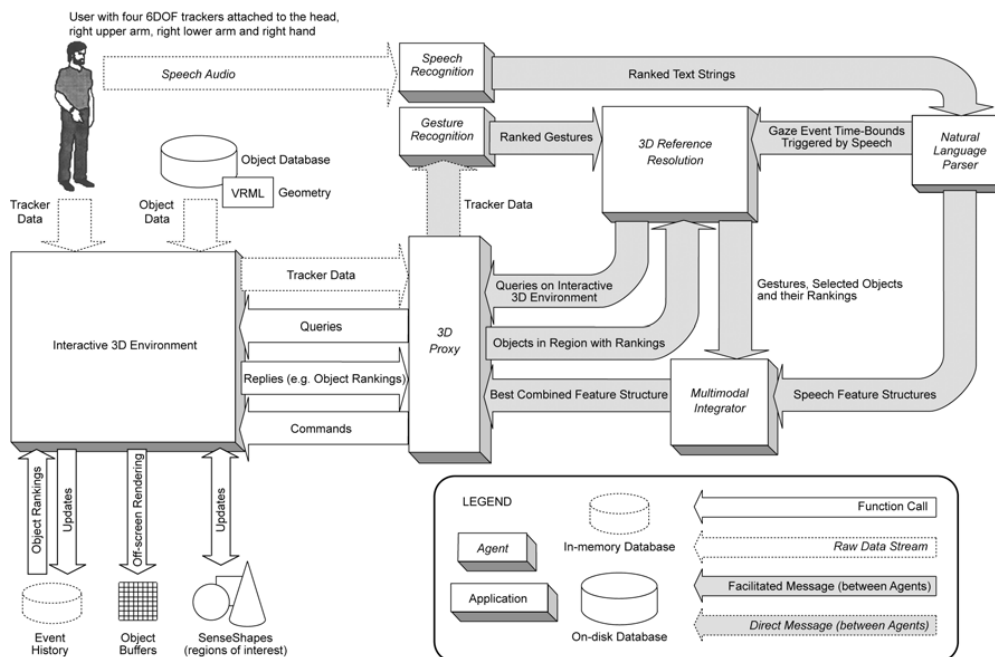 User with four 6DOF trackers attached to the head,
right upper arm, right lower arm and right hand
Speech Audio
Speech
Recognition
Ranked Text Strings
Gesture
Recognition
Ranked Gestures
3D Reference
Resolution
Gaze Event Time-Bounds
Triggered by Speech
Natural
Language
Parser
Object Database
VRML
Geometry
Tracker
Data
Object
Data
Tracker Data
Tracker Data
Queries on Interactive
3D Environment
Gestures, Selected Objects
and their Rankings
Interactive 3D Environment
Queries
3D
Proxy
Objects in Region with Rankings
Replies (e.g. Object Rankings)
Best Combined Feature Structure
Multimodal
Integrator
Speech Feature Structures
Commands
Object Rankings
Updates
Off-screen Rendering
Updates
Event
History
Object
Buffers
SenseShapes
(regions of interest)
LEGEND
Agent
Application
In-memory Database
On-disk Database
Function Call
Raw Data Stream
Facilitated Message (between Agents)
Direct Message (between Agents)